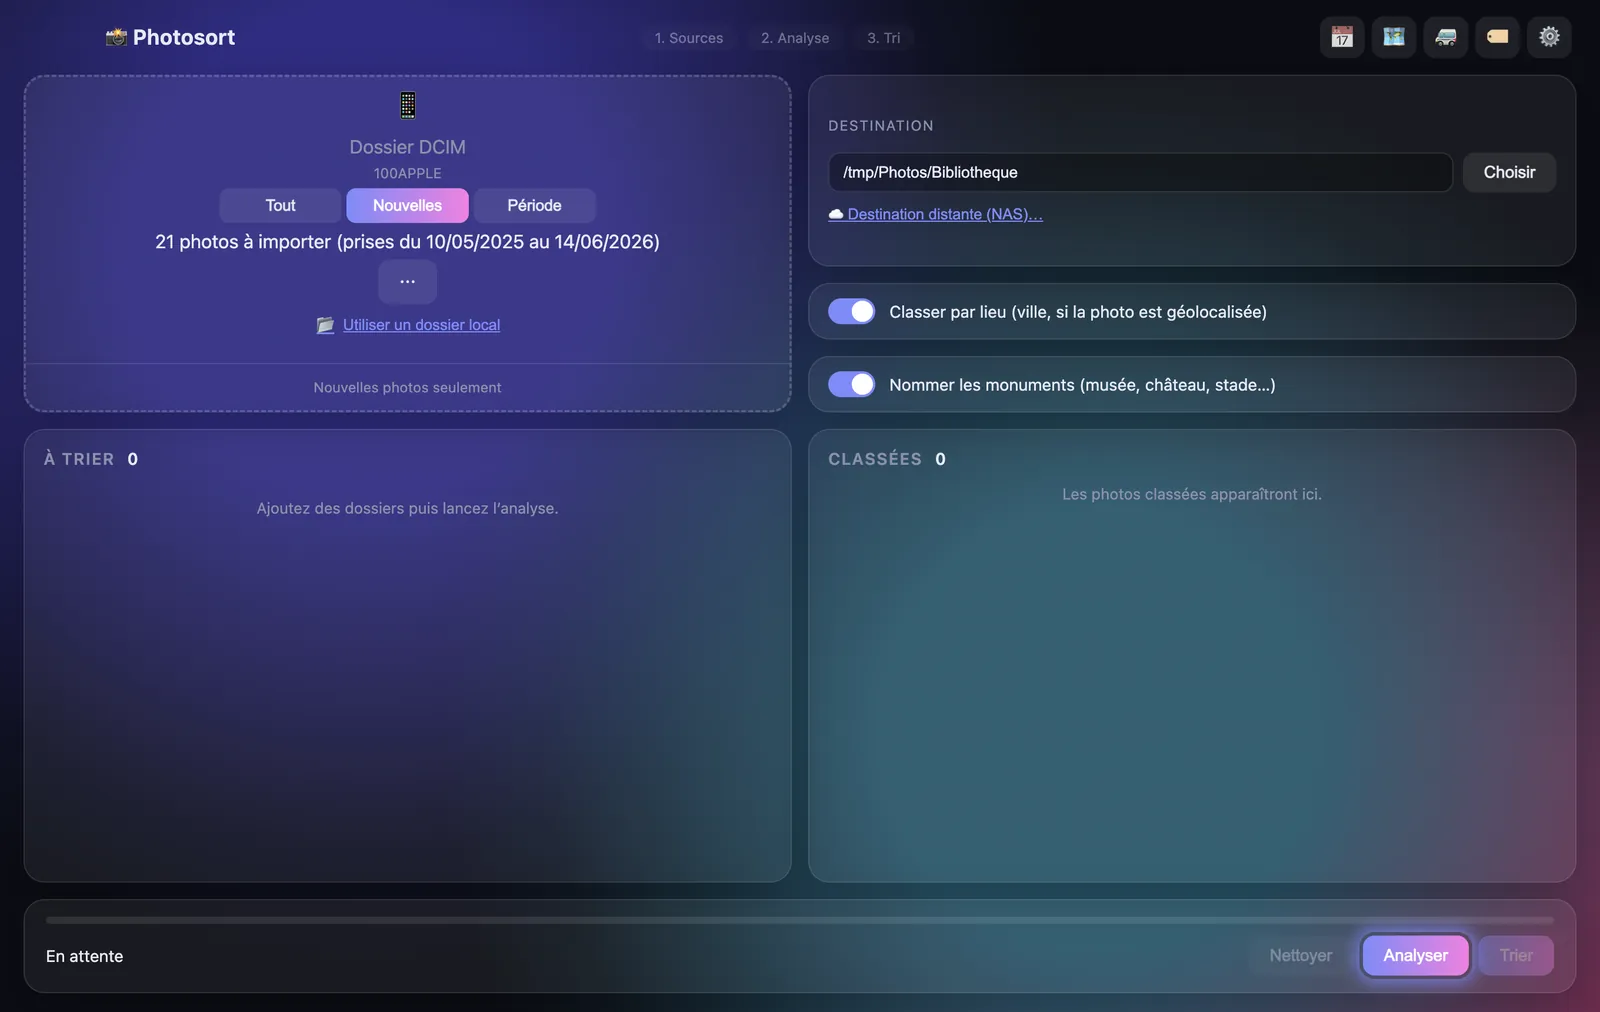 Photosort
1. Sources
2. Analyse
3. Tri
17
Dossier DCIM
100APPLE
Tout
Nouvelles
Période
21 photos à importer (prises du 10/05/2025 au 14/06/2026)
...
Utiliser un dossier local
Nouvelles photos seulement
DESTINATION
/tmp/Photos/Bibliotheque
Choisir
Destination distante (NAS)…
Classer par lieu (ville, si la photo est géolocalisée)
Nommer les monuments (musée, château, stade…)
À TRIER 0
Ajoutez des dossiers puis lancez l’analyse.
CLASSÉES 0
Les photos classées apparaîtront ici.
En attente
Nettoyer
Analyser
Trier